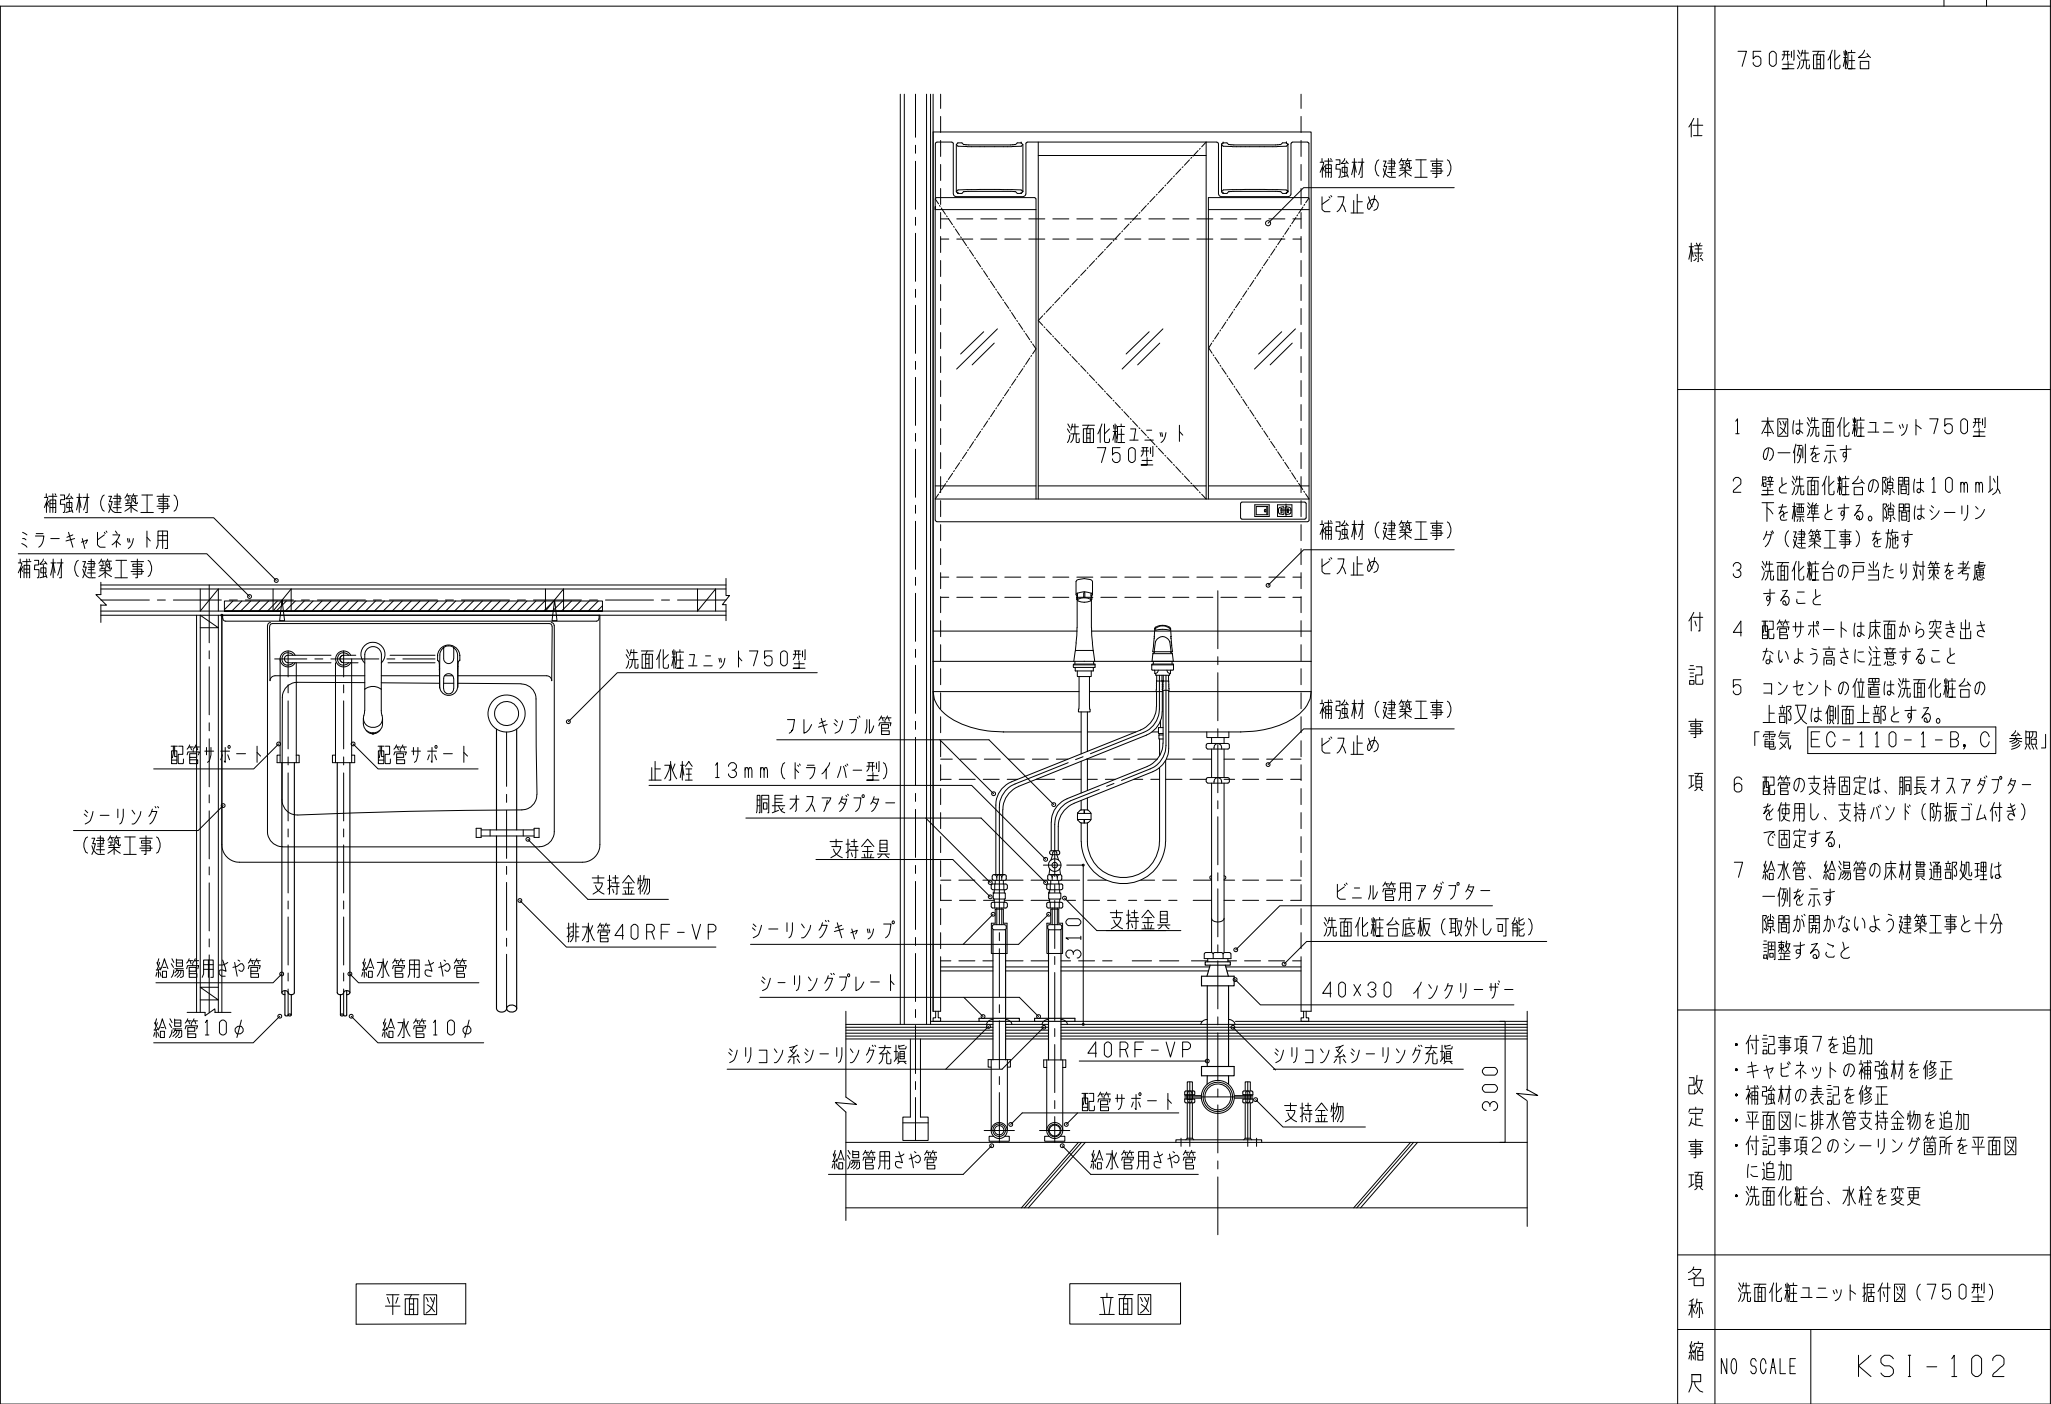 補強材（建築工事）
ミラーキャビネット用
補強材（建築工事）
洗面化粧ユニット750型
配管サポート
配管サポート
シーリング
（建築工事）
支持金物
排水管40RF-VP
給湯管用さや管
給水管用さや管
給湯管10φ
給水管10φ
平面図
補強材（建築工事）
ビス止め
洗面化粧ユニット
750型
補強材（建築工事）
ビス止め
補強材（建築工事）
ビス止め
フレキシブル管
止水栓　13mm（ドライバー型）
胴長オスアダプター
支持金具
シーリングキャップ
支持金具
310
ビニル管用アダプター
洗面化粧台底板（取外し可能）
シーリングプレート
40×30　インクリーザー
シリコン系シーリング充塡
40RF-VP
シリコン系シーリング充塡
300
配管サポート
支持金物
給湯管用さや管
給水管用さや管
立面図
仕様
750型洗面化粧台
付記事項
1　本図は洗面化粧ユニット750型
の一例を示す
2　壁と洗面化粧台の隙間は10mm以
下を標準とする。隙間はシーリン
グ（建築工事）を施す
3　洗面化粧台の戸当たり対策を考慮
すること
4　配管サポートは床面から突き出さ
ないよう高さに注意すること
5　コンセントの位置は洗面化粧台の
上部又は側面上部とする。
「電気　EC-110-1-B, C　参照」
6　配管の支持固定は、胴長オスアダプター
を使用し、支持バンド（防振ゴム付き）
で固定する.
7　給水管、給湯管の床材貫通部処理は
一例を示す
隙間が開かないよう建築工事と十分
調整すること
改定事項
・付記事項7を追加
・キャビネットの補強材を修正
・補強材の表記を修正
・平面図に排水管支持金物を追加
・付記事項2のシーリング箇所を平面図
に追加
・洗面化粧台、水栓を変更
名称
洗面化粧ユニット据付図（750型）
縮尺
NO SCALE
KSI-102